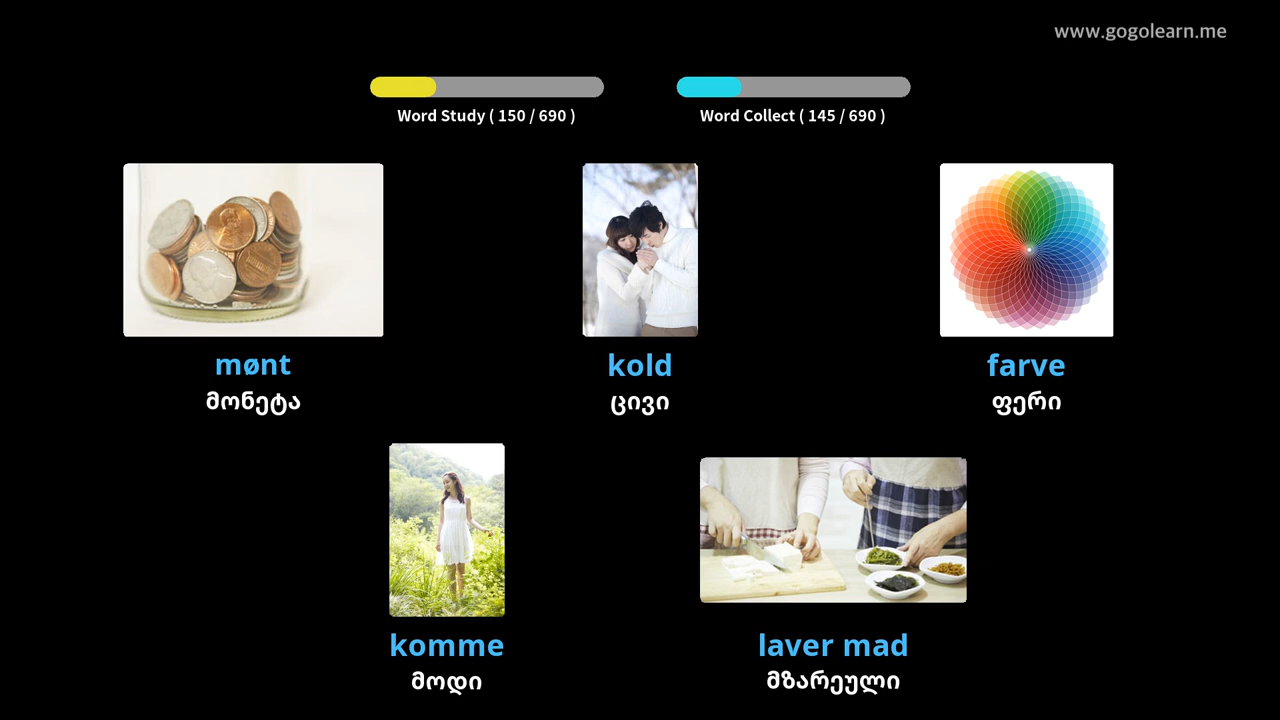 www.gogolearn.me
Word Study ( 150 / 690 )
Word Collect ( 145 / 690 )
mønt
მონეტა
kold
ცივი
farve
ფერი
komme
მოდი
laver mad
მზარეული